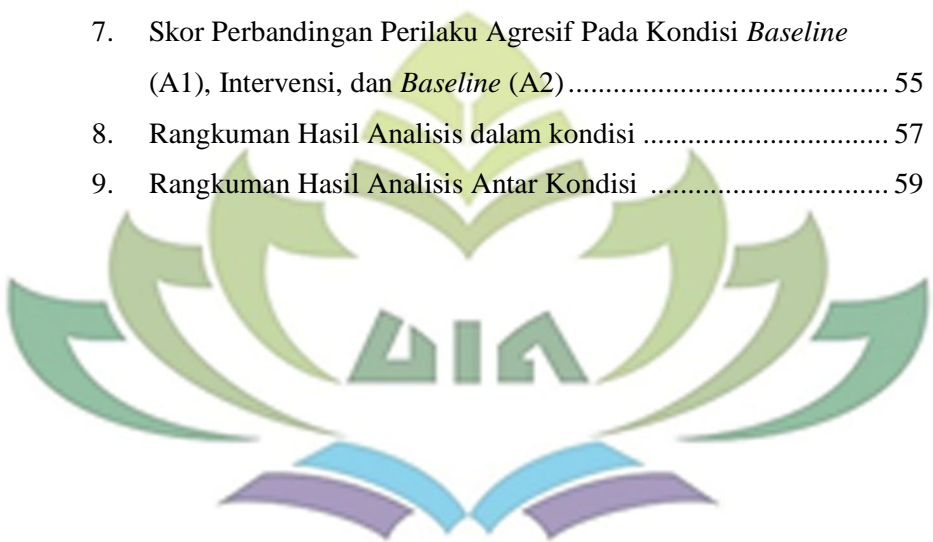 7. Skor Perbandingan Perilaku Agresif Pada Kondisi Baseline
(A1), Intervensi, dan Baseline (A2) ........................................... 55
8. Rangkuman Hasil Analisis dalam kondisi ................................. 57
9. Rangkuman Hasil Analisis Antar Kondisi ................................ 59